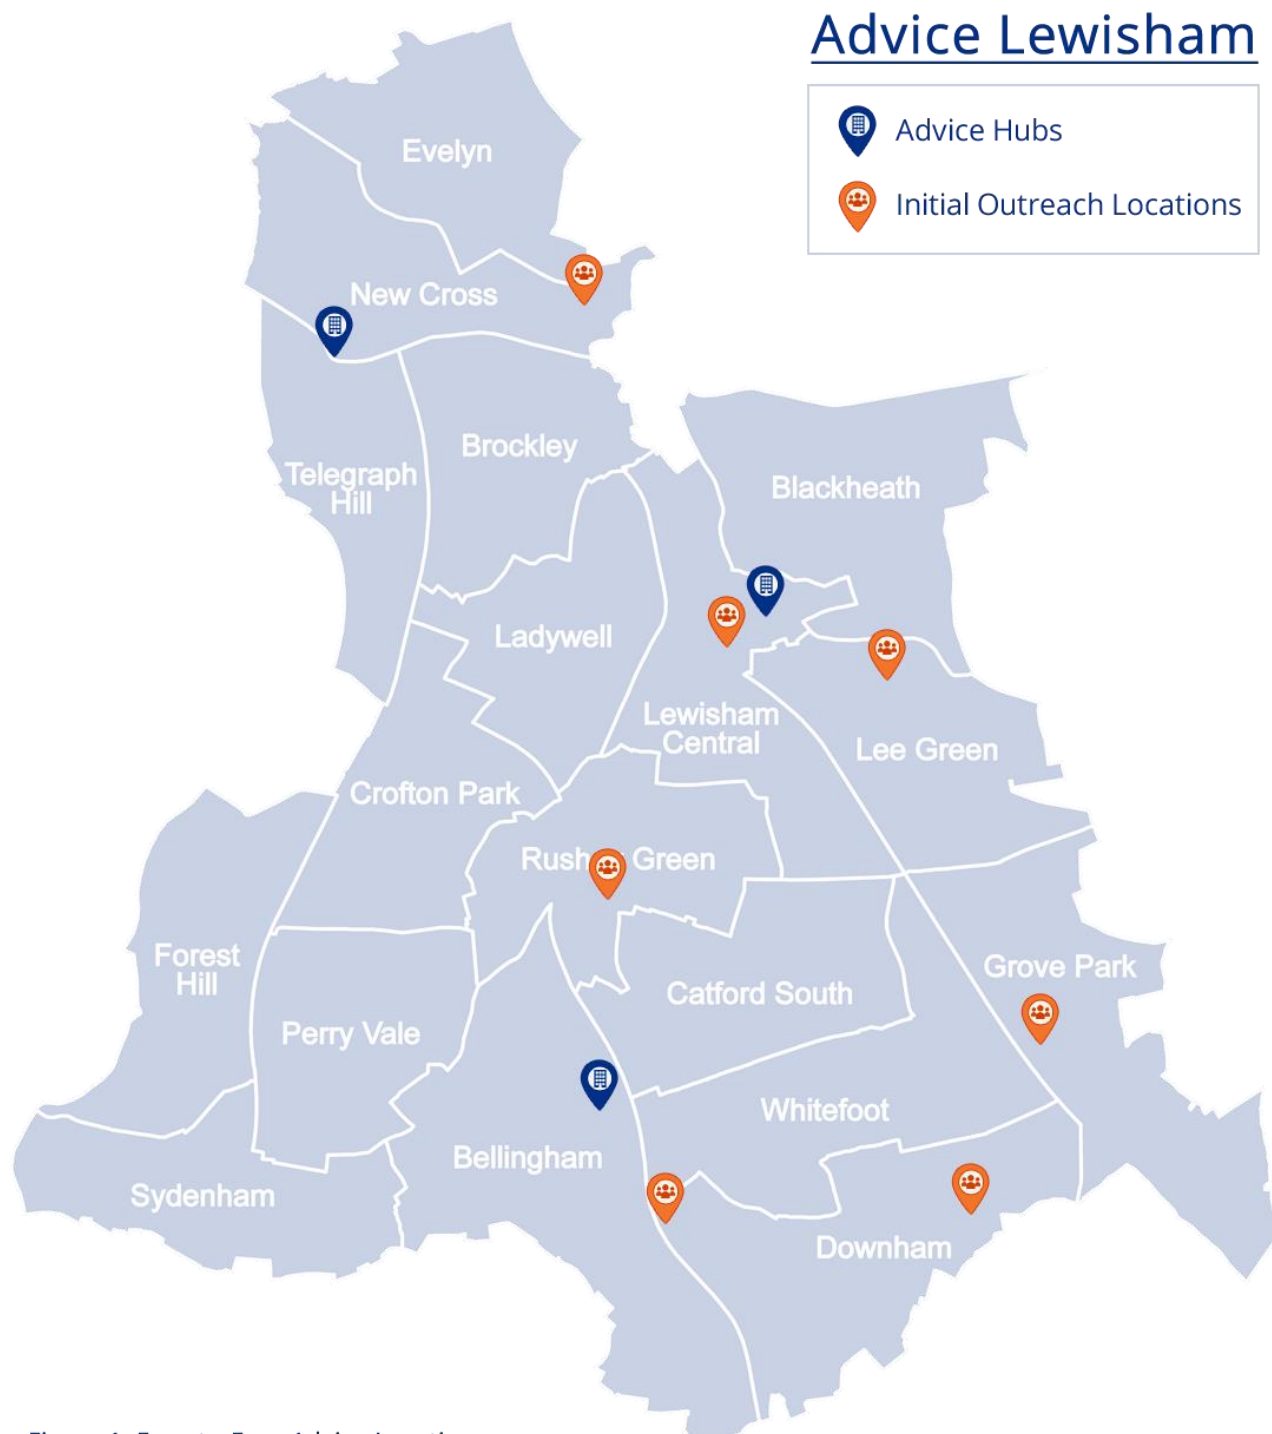 Advice Lewisham
Advice Hubs
Initial Outreach Locations
Evelyn
New Cross
Brockley
Telegraph
Hill
Blackheath
Ladywell
Lewisham
Central
Lee Green
Crofton Park
Green
Forest
Hill
Grove Park
Catford South
Perry Vale
Whitefoot
Bellingham
Sydenham
Downham